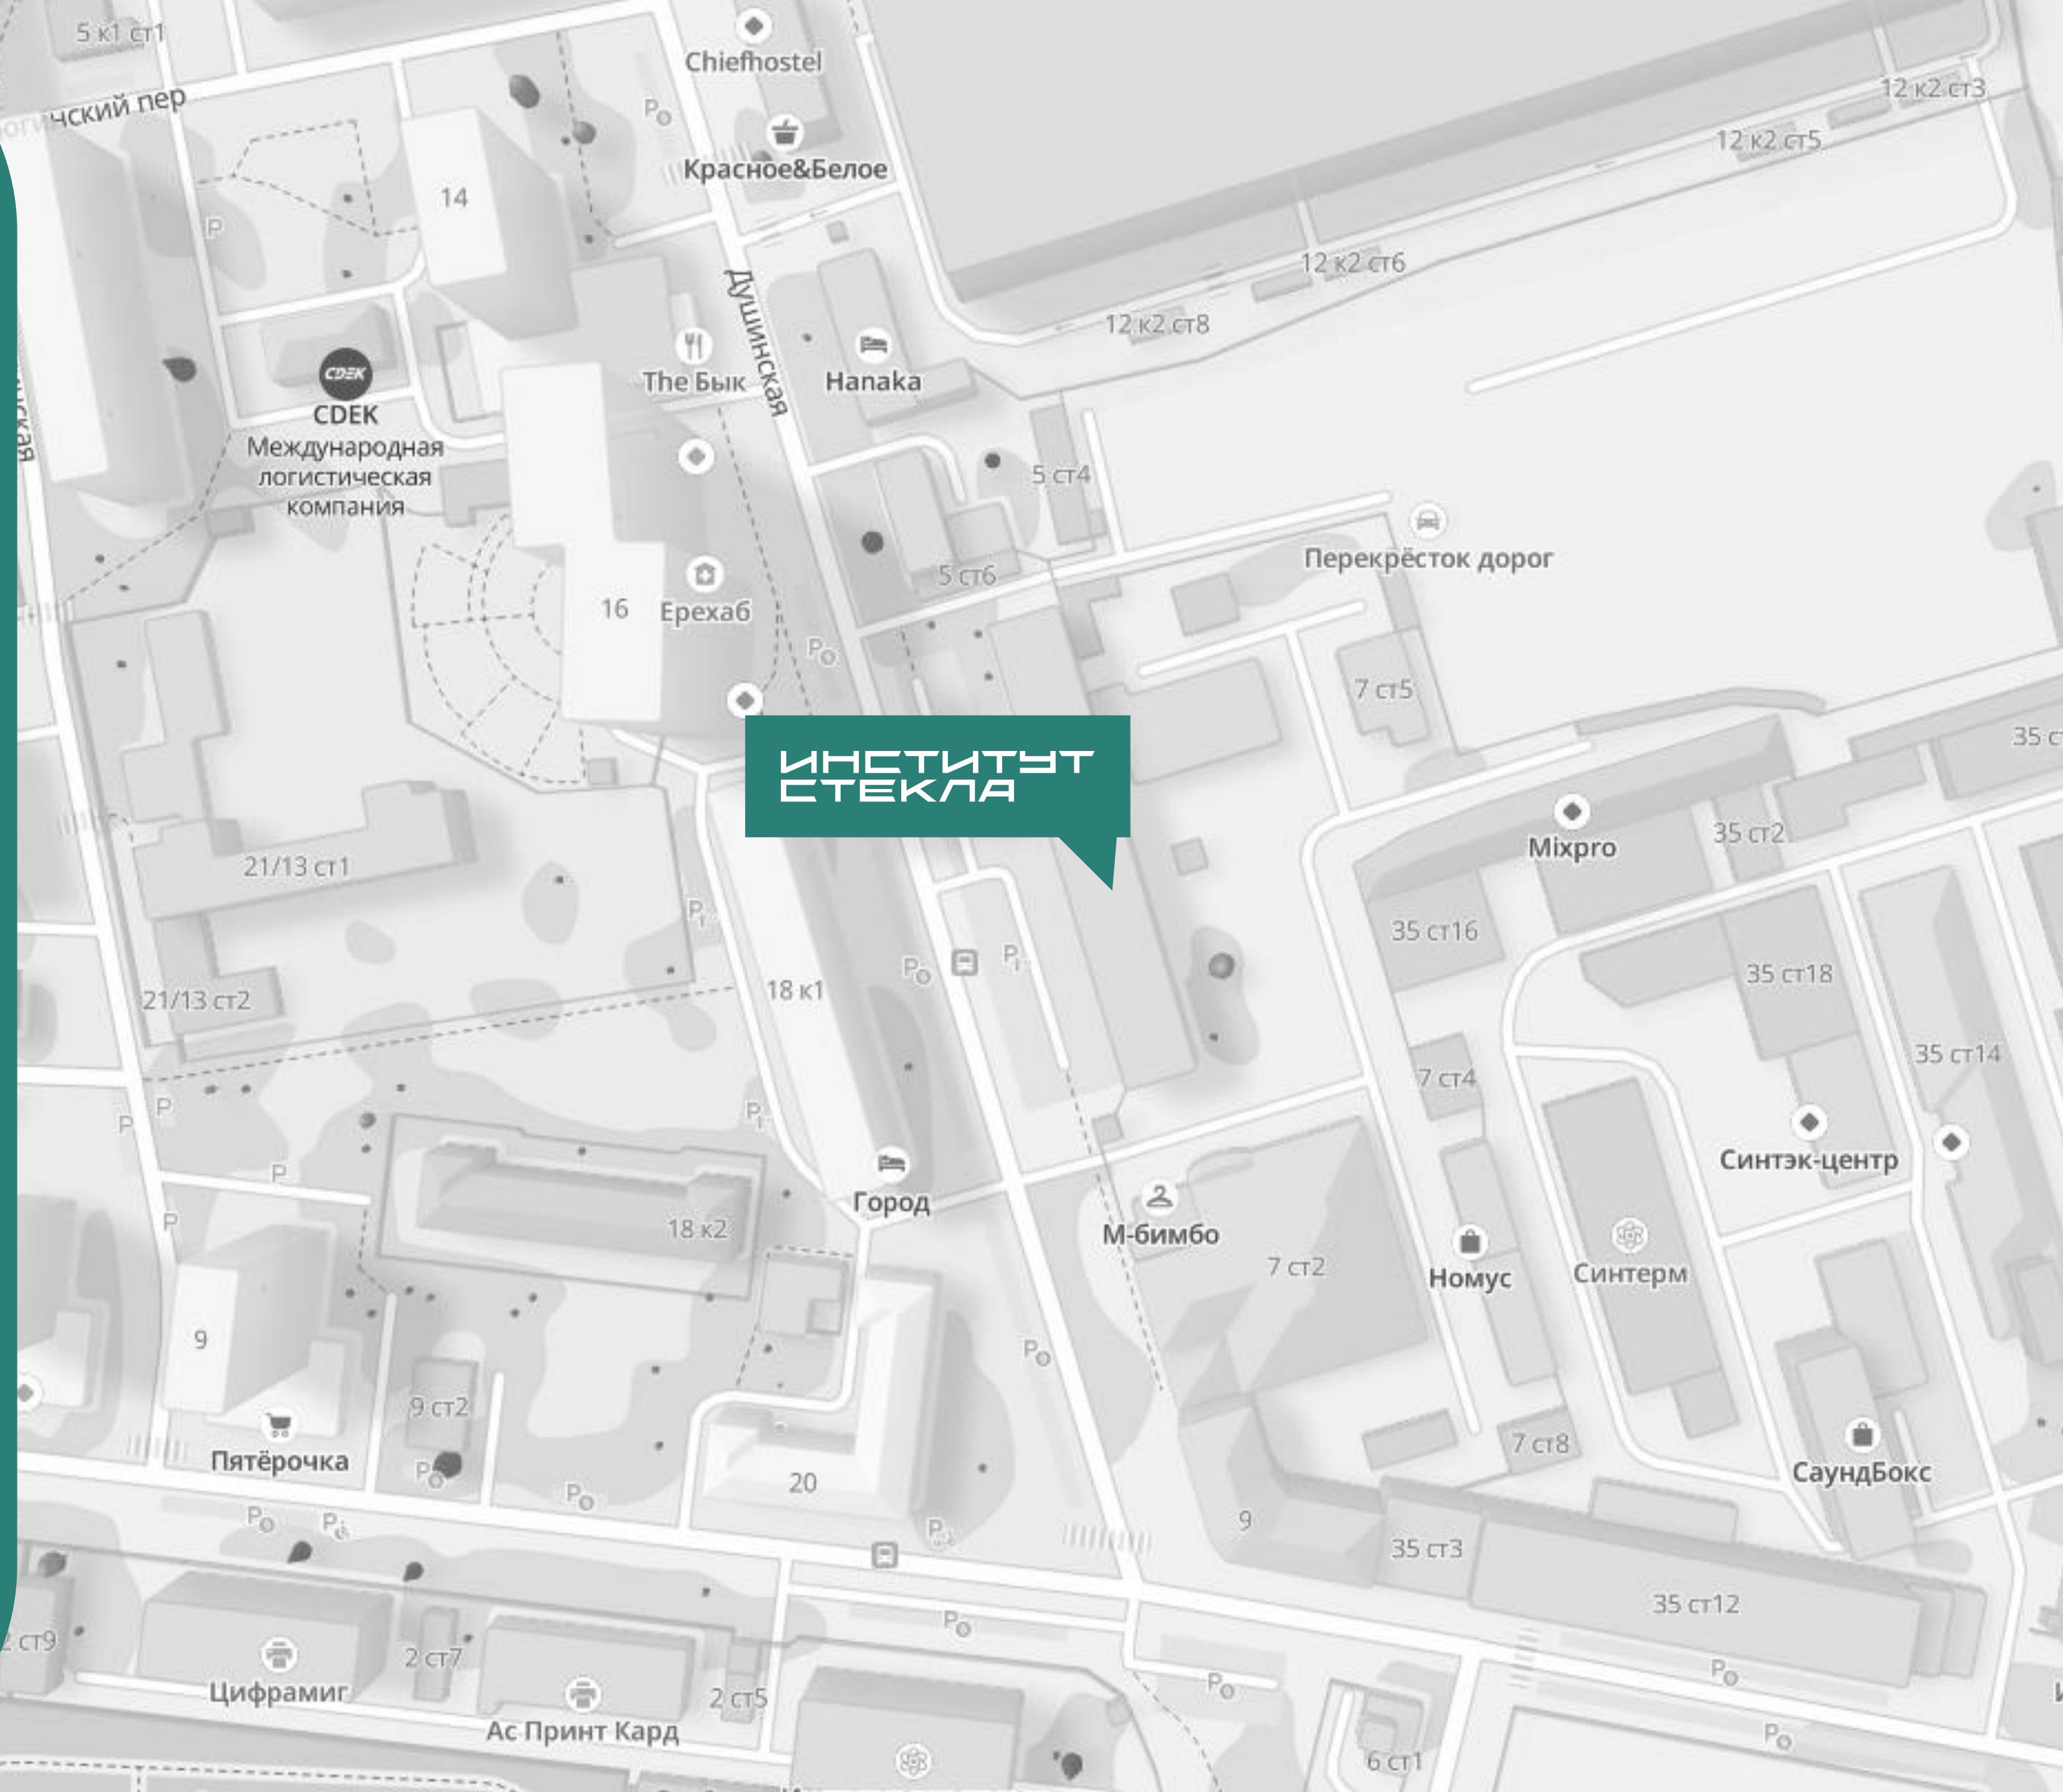 5 к1 ст1
Chiefhostel
12 к2 ст3
чский пер
12 к2 ст5
P
Красное&Белое
14
P
12 к2 ст6
Душинская
12 к2 ст8
The Бык
Hanaka
CDEK
CDEK
Международная
логистическая
компания
5 ст4
Перекрёсток дорог
5 ст6
16
Ерехаб
P
7 ст5
35 с
ИНСТИТУТ
СТЕКЛА
Mixpro
35 ст2
21/13 ст1
P
35 ст16
P
P
35 ст18
18 к1
21/13 ст2
35 ст14
7 ст4
P
P
P
P
Синтэк-центр
P
Город
P
18 к2
М-бимбо
7 ст2
Номус
Синтерм
9
P
9 ст2
7 ст8
Пятёрочка
P
СаундБокс
20
P
P
P
P
9
35 ст3
35 ст12
P
ст9
2 ст7
P
P
Цифрамиг
2 ст5
Ас Принт Кард
P
6 ст1